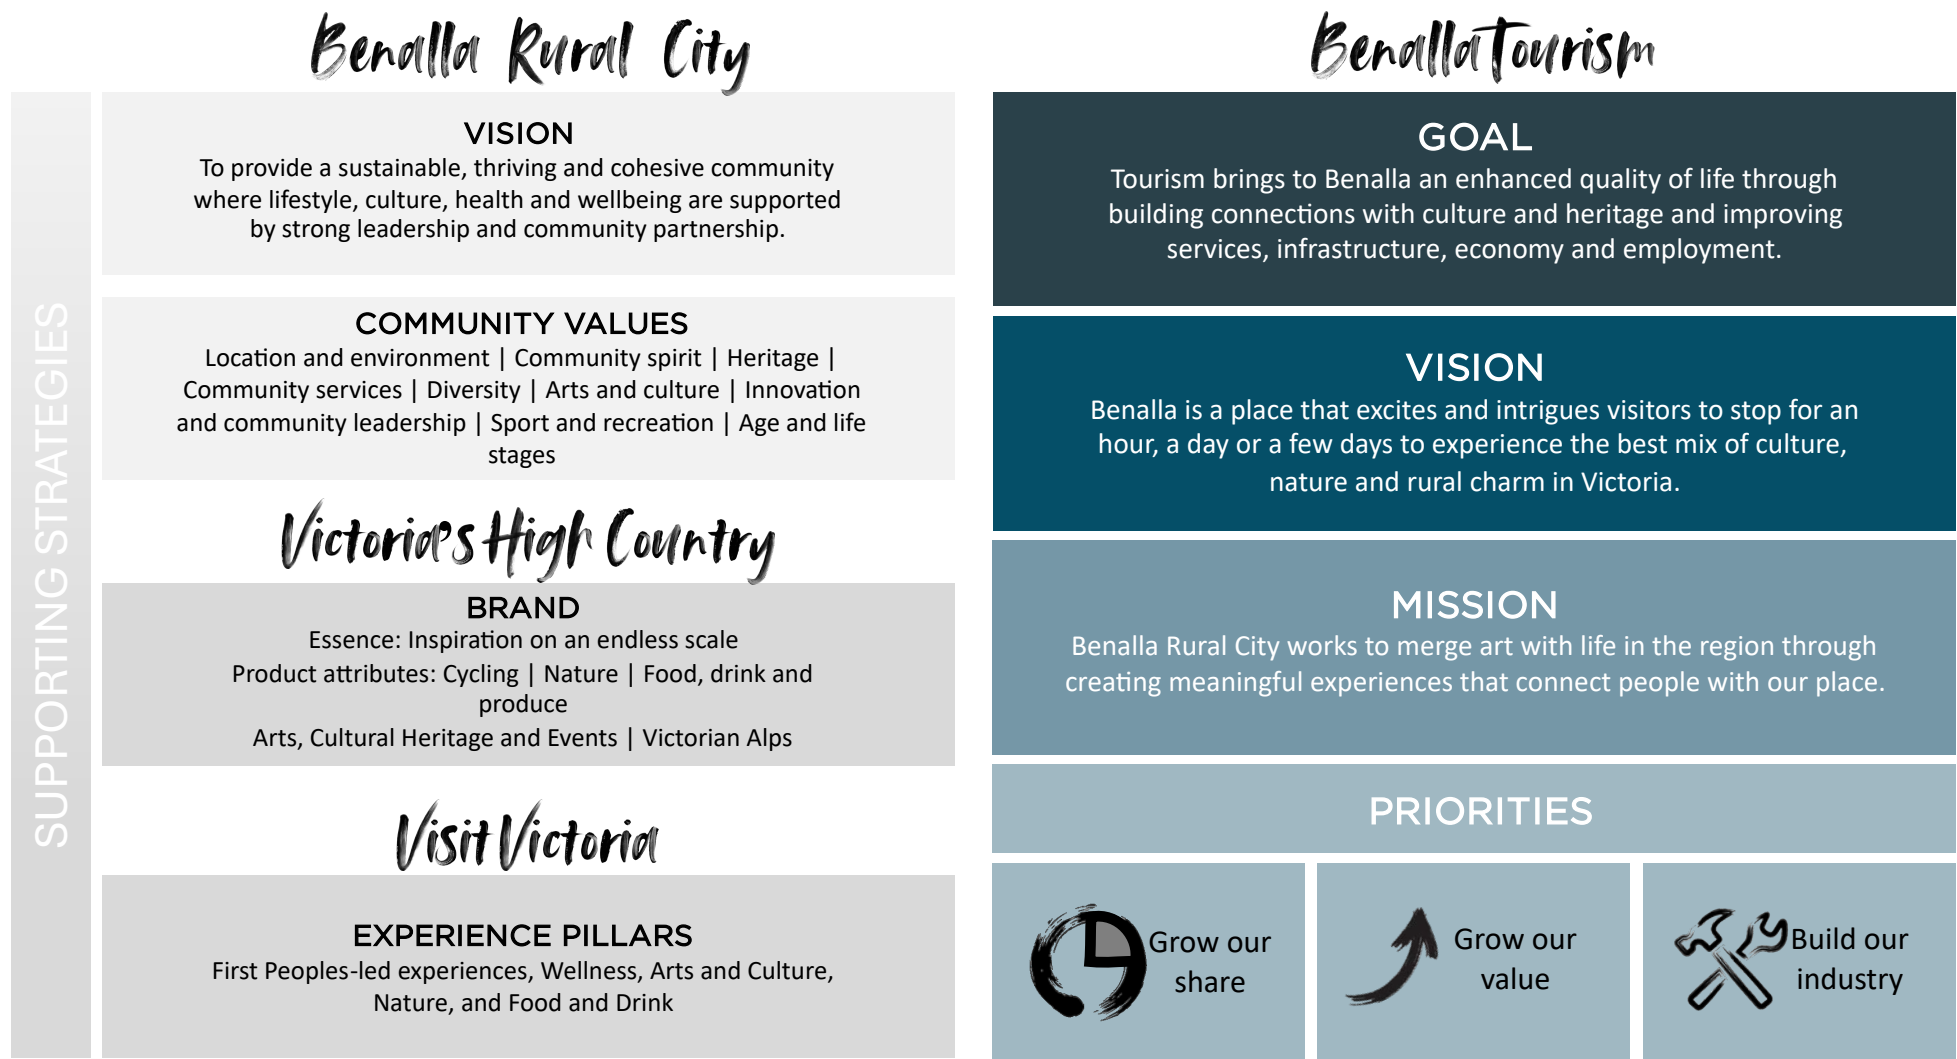 SUPPORTING STRATEGIES
Benalla Rural City
VISION
To provide a sustainable, thriving and cohesive community
where lifestyle, culture, health and wellbeing are supported
by strong leadership and community partnership.
COMMUNITY VALUES
Location and environment | Community spirit | Heritage |
Community services | Diversity | Arts and culture | Innovation
and community leadership | Sport and recreation | Age and life
stages
Victoria's High Country
BRAND
Essence: Inspiration on an endless scale
Product attributes: Cycling | Nature | Food, drink and
produce
Arts, Cultural Heritage and Events | Victorian Alps
Visit Victoria
EXPERIENCE PILLARS
First Peoples-led experiences, Wellness, Arts and Culture,
Nature, and Food and Drink
Benalla Tourism
GOAL
Tourism brings to Benalla an enhanced quality of life through
building connections with culture and heritage and improving
services, infrastructure, economy and employment.
VISION
Benalla is a place that excites and intrigues visitors to stop for an
hour, a day or a few days to experience the best mix of culture,
nature and rural charm in Victoria.
MISSION
Benalla Rural City works to merge art with life in the region through
creating meaningful experiences that connect people with our place.
PRIORITIES
Grow our
share
Grow our
value
Build our
industry